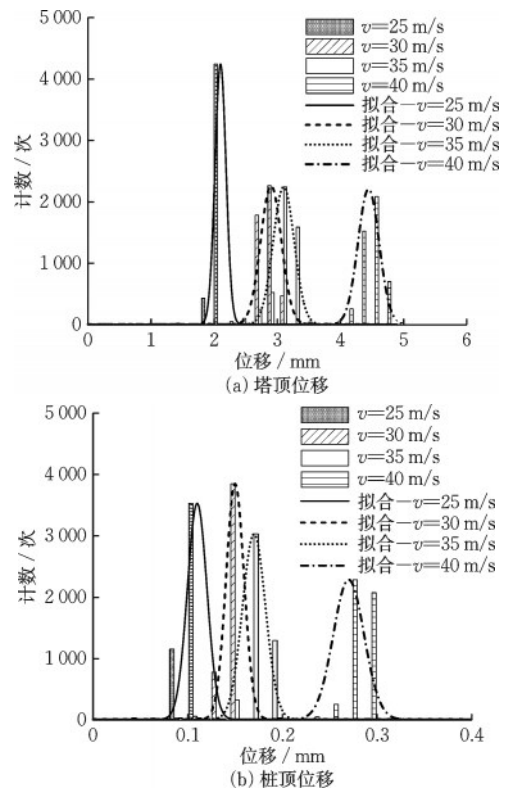 v=25 m/s
v=30 m/s
v=35 m/s
v=40 m/s
拟合—v=25 m/s
拟合—v=30 m/s
拟合—v=35 m/s
拟合—v=40 m/s
5 000
4 000
3 000
2 000
1 000
0
计数/次
0 1 2 3 4 5 6
位移/mm
(a) 塔顶位移
v=25 m/s
v=30 m/s
v=35 m/s
v=40 m/s
拟合—v=25 m/s
拟合—v=30 m/s
拟合—v=35 m/s
拟合—v=40 m/s
5 000
4 000
3 000
2 000
1 000
0
计数/次
0 0.1 0.2 0.3 0.4
位移/mm
(b) 桩顶位移